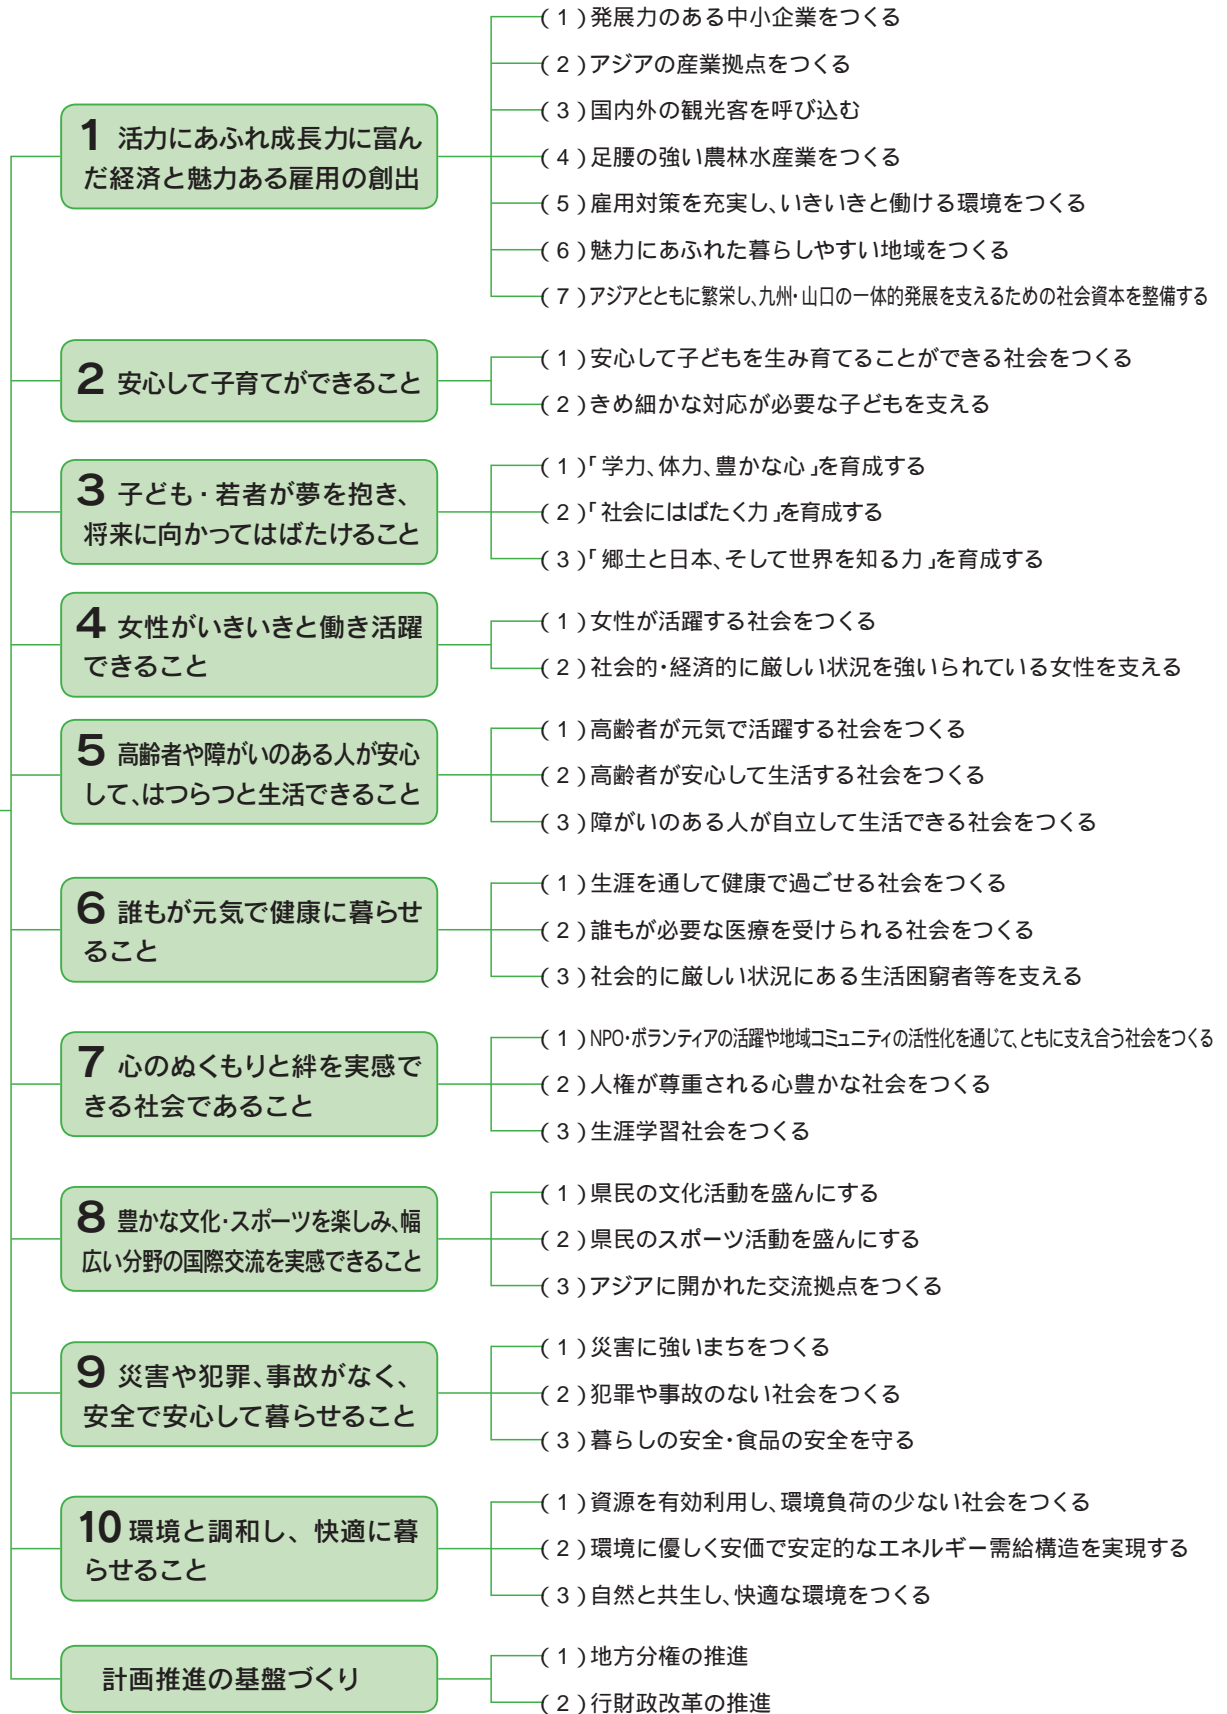 1 活力にあふれ成長力に富ん
だ経済と魅力ある雇用の創出
(1)発展力のある中小企業をつくる
(2)アジアの産業拠点をつくる
(3)国内外の観光客を呼び込む
(4)足腰の強い農林水産業をつくる
(5)雇用対策を充実し、いきいきと働ける環境をつくる
(6)魅力にあふれた暮らしやすい地域をつくる
(7)アジアとともに繁栄し、九州・山口の一体的発展を支えるための社会資本を整備する
2 安心して子育てができること
(1)安心して子どもを生み育てることができる社会をつくる
(2)きめ細かな対応が必要な子どもを支える
3 子ども・若者が夢を抱き、
将来に向かってはばたけること
(1)「学力、体力、豊かな心」を育成する
(2)「社会にはばたく力」を育成する
(3)「郷土と日本、そして世界を知る力」を育成する
4 女性がいきいきと働き活躍
できること
(1)女性が活躍する社会をつくる
(2)社会的・経済的に厳しい状況を強いられている女性を支える
5 高齢者や障がいのある人が安心
して、はつらつと生活できること
(1)高齢者が元気で活躍する社会をつくる
(2)高齢者が安心して生活する社会をつくる
(3)障がいのある人が自立して生活できる社会をつくる
6 誰もが元気で健康に暮らせ
ること
(1)生涯を通して健康で過ごせる社会をつくる
(2)誰もが必要な医療を受けられる社会をつくる
(3)社会的に厳しい状況にある生活困窮者等を支える
7 心のぬくもりと絆を実感で
きる社会であること
(1)NPO・ボランティアの活躍や地域コミュニティの活性化を通じて、ともに支え合う社会をつくる
(2)人権が尊重される心豊かな社会をつくる
(3)生涯学習社会をつくる
8 豊かな文化・スポーツを楽しみ、幅
広い分野の国際交流を実感できること
(1)県民の文化活動を盛んにする
(2)県民のスポーツ活動を盛んにする
(3)アジアに開かれた交流拠点をつくる
9 災害や犯罪、事故がなく、
安全で安心して暮らせること
(1)災害に強いまちをつくる
(2)犯罪や事故のない社会をつくる
(3)暮らしの安全・食品の安全を守る
10 環境と調和し、快適に暮
らせること
(1)資源を有効利用し、環境負荷の少ない社会をつくる
(2)環境に優しく安価で安定的なエネルギー需給構造を実現する
(3)自然と共生し、快適な環境をつくる
計画推進の基盤づくり
(1)地方分権の推進
(2)行財政改革の推進